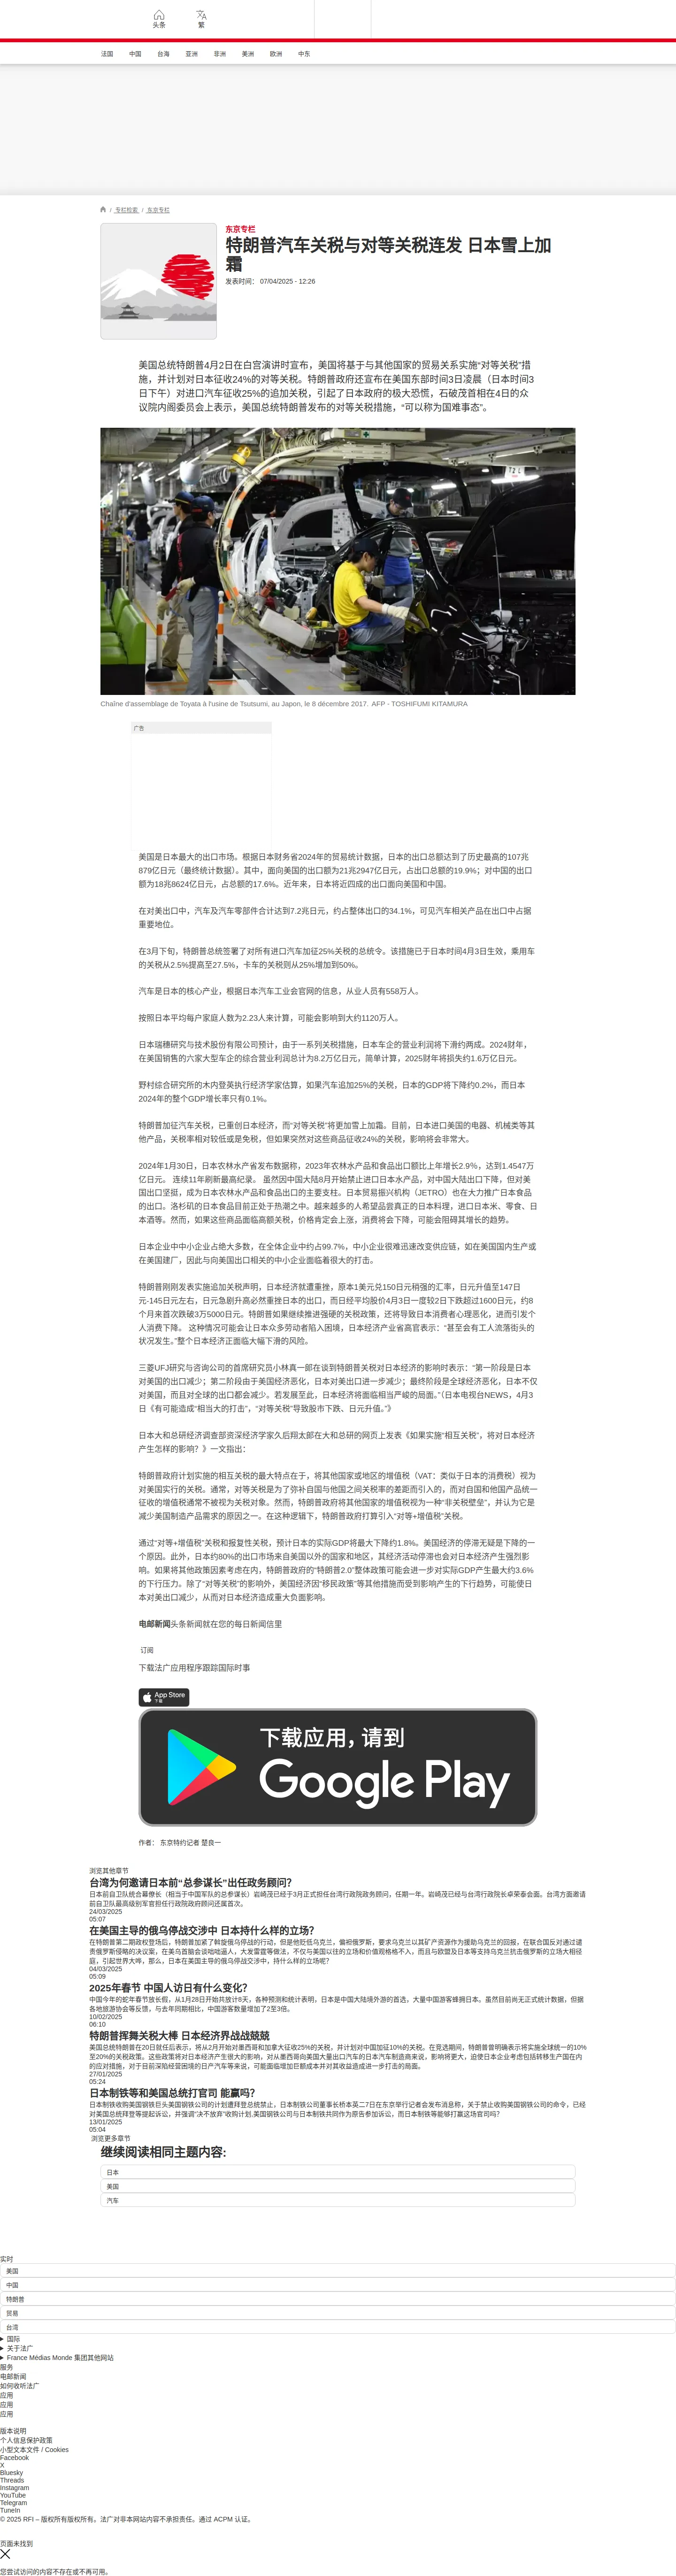 头条
繁
法国 中国 台海 亚洲 非洲 美洲 欧洲 中东
/ 专栏检索 / 东京专栏
东京专栏
特朗普汽车关税与对等关税连发 日本雪上加
霜
发表时间： 07/04/2025 - 12:26
美国总统特朗普4月2日在白宫演讲时宣布，美国将基于与其他国家的贸易关系实施“对等关税”措
施，并计划对日本征收24%的对等关税。特朗普政府还宣布在美国东部时间3日凌晨（日本时间3
日下午）对进口汽车征收25%的追加关税，引起了日本政府的极大恐慌，石破茂首相在4日的众
议院内阁委员会上表示，美国总统特朗普发布的对等关税措施，“可以称为国难事态”。
Chaîne d'assemblage de Toyata à l'usine de Tsutsumi, au Japon, le 8 décembre 2017. AFP - TOSHIFUMI KITAMURA
广告
美国是日本最大的出口市场。根据日本财务省2024年的贸易统计数据，日本的出口总额达到了历史最高的107兆
879亿日元（最终统计数据）。其中，面向美国的出口额为21兆2947亿日元，占出口总额的19.9%；对中国的出口
额为18兆8624亿日元，占总额的17.6%。近年来，日本将近四成的出口面向美国和中国。
在对美出口中，汽车及汽车零部件合计达到7.2兆日元，约占整体出口的34.1%，可见汽车相关产品在出口中占据
重要地位。
在3月下旬，特朗普总统签署了对所有进口汽车加征25%关税的总统令。该措施已于日本时间4月3日生效，乘用车
的关税从2.5%提高至27.5%，卡车的关税则从25%增加到50%。
汽车是日本的核心产业，根据日本汽车工业会官网的信息，从业人员有558万人。
按照日本平均每户家庭人数为2.23人来计算，可能会影响到大约1120万人。
日本瑞穗研究与技术股份有限公司预计，由于一系列关税措施，日本车企的营业利润将下滑约两成。2024财年，
在美国销售的六家大型车企的综合营业利润总计为8.2万亿日元，简单计算，2025财年将损失约1.6万亿日元。
野村综合研究所的木内登英执行经济学家估算，如果汽车追加25%的关税，日本的GDP将下降约0.2%，而日本
2024年的整个GDP增长率只有0.1%。
特朗普加征汽车关税，已重创日本经济，而“对等关税”将更加雪上加霜。目前，日本进口美国的电器、机械类等其
他产品，关税率相对较低或是免税，但如果突然对这些商品征收24%的关税，影响将会非常大。
2024年1月30日，日本农林水产省发布数据称，2023年农林水产品和食品出口额比上年增长2.9%，达到1.4547万
亿日元。 连续11年刷新最高纪录。 虽然因中国大陆8月开始禁止进口日本水产品，对中国大陆出口下降，但对美
国出口坚挺，成为日本农林水产品和食品出口的主要支柱。日本贸易振兴机构（JETRO）也在大力推广日本食品
的出口。洛杉矶的日本食品目前正处于热潮之中。越来越多的人希望品尝真正的日本料理，进口日本米、零食、日
本酒等。然而，如果这些商品面临高额关税，价格肯定会上涨，消费将会下降，可能会阻碍其增长的趋势。
日本企业中中小企业占绝大多数，在全体企业中约占99.7%，中小企业很难迅速改变供应链，如在美国国内生产或
在美国建厂，因此与向美国出口相关的中小企业面临着很大的打击。
特朗普刚刚发表实施追加关税声明，日本经济就遭重挫，原本1美元兑150日元稍强的汇率，日元升值至147日
元-145日元左右，日元急剧升高必然重挫日本的出口，而日经平均股价4月3日一度较2日下跌超过1600日元，约8
个月来首次跌破3万5000日元。特朗普如果继续推进强硬的关税政策，还将导致日本消费者心理恶化，进而引发个
人消费下降。 这种情况可能会让日本众多劳动者陷入困境，日本经济产业省高官表示：“甚至会有工人流落街头的
状况发生。”整个日本经济正面临大幅下滑的风险。
三菱UFJ研究与咨询公司的首席研究员小林真一郎在谈到特朗普关税对日本经济的影响时表示：“第一阶段是日本
对美国的出口减少；第二阶段由于美国经济恶化，日本对美出口进一步减少；最终阶段是全球经济恶化，日本不仅
对美国，而且对全球的出口都会减少。若发展至此，日本经济将面临相当严峻的局面。”（日本电视台NEWS，4月3
日《有可能造成“相当大的打击”，“对等关税”导致股市下跌、日元升值。”》
日本大和总研经济调查部资深经济学家久后翔太郎在大和总研的网页上发表《如果实施“相互关税”，将对日本经济
产生怎样的影响？》一文指出：
特朗普政府计划实施的相互关税的最大特点在于，将其他国家或地区的增值税（VAT：类似于日本的消费税）视为
对美国实行的关税。通常，对等关税是为了弥补自国与他国之间关税率的差距而引入的，而对自国和他国产品统一
征收的增值税通常不被视为关税对象。然而，特朗普政府将其他国家的增值税视为一种“非关税壁垒”，并认为它是
减少美国制造产品需求的原因之一。在这种逻辑下，特朗普政府打算引入“对等+增值税”关税。
通过“对等+增值税”关税和报复性关税，预计日本的实际GDP将最大下降约1.8%。美国经济的停滞无疑是下降的一
个原因。此外，日本约80%的出口市场来自美国以外的国家和地区，其经济活动停滞也会对日本经济产生强烈影
响。如果将其他政策因素考虑在内，特朗普政府的“特朗普2.0”整体政策可能会进一步对实际GDP产生最大约3.6%
的下行压力。除了“对等关税”的影响外，美国经济因“移民政策”等其他措施而受到影响产生的下行趋势，可能使日
本对美出口减少，从而对日本经济造成重大负面影响。
电邮新闻头条新闻就在您的每日新闻信里
订阅
下载法广应用程序跟踪国际时事
App Store
下载
下载应用，请到
Google Play
作者： 东京特约记者 楚良一
浏览其他章节
台湾为何邀请日本前“总参谋长”出任政务顾问？
日本前自卫队统合幕僚长（相当于中国军队的总参谋长）岩崎茂已经于3月正式担任台湾行政院政务顾问，任期一年。岩崎茂已经与台湾行政院长卓荣泰会面。台湾方面邀请
前自卫队最高级别军官担任行政院政府顾问还属首次。
24/03/2025
05:07
在美国主导的俄乌停战交涉中 日本持什么样的立场？
在特朗普第二期政权登场后，特朗普加紧了斡旋俄乌停战的行动，但是他贬低乌克兰，偏袒俄罗斯，要求乌克兰以其矿产资源作为援助乌克兰的回报，在联合国反对通过谴
责俄罗斯侵略的决议案，在美乌首脑会谈咄咄逼人，大发雷霆等做法，不仅与美国以往的立场和价值观格格不入，而且与欧盟及日本等支持乌克兰抗击俄罗斯的立场大相径
庭，引起世界大哗，那么，日本在美国主导的俄乌停战交涉中，持什么样的立场呢？
04/03/2025
05:09
2025年春节 中国人访日有什么变化？
中国今年的蛇年春节放长假，从1月28日开始共放计8天，各种预测和统计表明，日本是中国大陆境外游的首选，大量中国游客蜂拥日本。虽然目前尚无正式统计数据，但据
各地旅游协会等反馈，与去年同期相比，中国游客数量增加了2至3倍。
10/02/2025
06:10
特朗普挥舞关税大棒 日本经济界战战兢兢
美国总统特朗普在20日就任后表示，将从2月开始对墨西哥和加拿大征收25%的关税，并计划对中国加征10%的关税。在竞选期间，特朗普曾明确表示将实施全球统一的10%
至20%的关税政策。这些政策将对日本经济产生很大的影响，对从墨西哥向美国大量出口汽车的日本汽车制造商来说，影响将更大，迫使日本企业考虑包括转移生产国在内
的应对措施，对于目前深陷经营困境的日产汽车等来说，可能面临增加巨额成本并对其收益造成进一步打击的局面。
27/01/2025
05:24
日本制铁等和美国总统打官司 能赢吗？
日本制铁收购美国钢铁巨头美国钢铁公司的计划遭拜登总统禁止，日本制铁公司董事长桥本英二7日在东京举行记者会发布消息称，关于禁止收购美国钢铁公司的命令，已经
对美国总统拜登等提起诉讼，并强调“决不放弃”收购计划,美国钢铁公司与日本制铁共同作为原告参加诉讼，而日本制铁等能够打赢这场官司吗？
13/01/2025
05:04
浏览更多章节
继续阅读相同主题内容:
日本
美国
汽车
实时
美国
中国
特朗普
贸易
台湾
国际
关于法广
France Médias Monde 集团其他网站
服务
电邮新闻
如何收听法广
应用
应用
应用
版本说明
个人信息保护政策
小型文本文件 / Cookies
Facebook
X
Bluesky
Threads
Instagram
YouTube
Telegram
TuneIn
© 2025 RFI – 版权所有版权所有。法广对非本网站内容不承担责任。通过 ACPM 认证。
页面未找到
您尝试访问的内容不存在或不再可用。